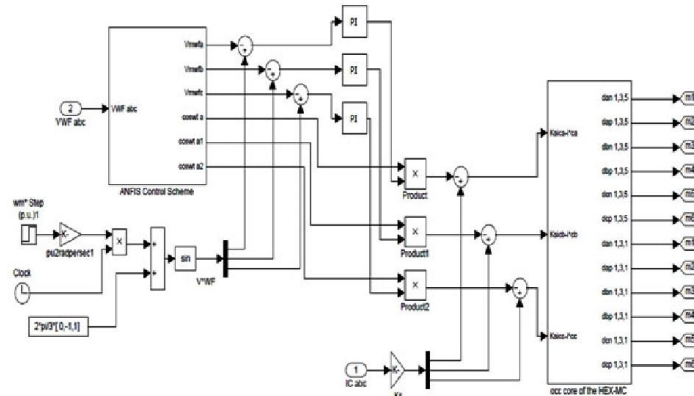 Vmwfa
Vmwfb
Vmwfc
coswt a
coswt a1
coswt a2
VWF abc
ANFIS Control Scheme
2
VWF abc
PI
PI
PI
wm* Step
(p.u.)1
K-
pu2radpersec1
x
Clock
2*pi/3*[ 0,-1,1]
sin
V*WF
x
Product
x
Product1
x
Product2
1
IC abc
K-
Ksica-i*ca
Ksicb-i*cb
Ksicc-i*cc
dan 1,3,5
dap 1,3,5
dbn 1,3,5
dbp 1,3,5
dcn 1,3,5
dcp 1,3,5
dan 1,3,1
dap 1,3,1
dbn 1,3,1
dbp 1,3,1
dcn 1,3,1
dcp 1,3,1
occ core of the HEX-MC